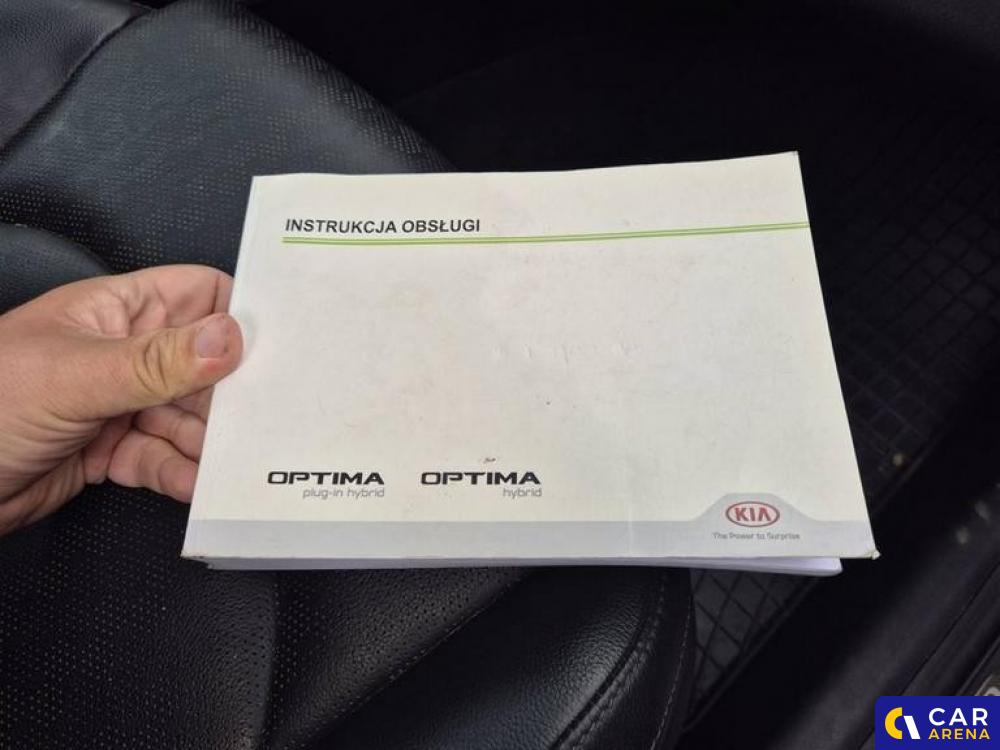 INSTRUKCJA OBSŁUGI
OPTIMA
plug-in hybrid
OPTIMA
hybrid
KIA
The Power to Surprise
CAR
ARENA